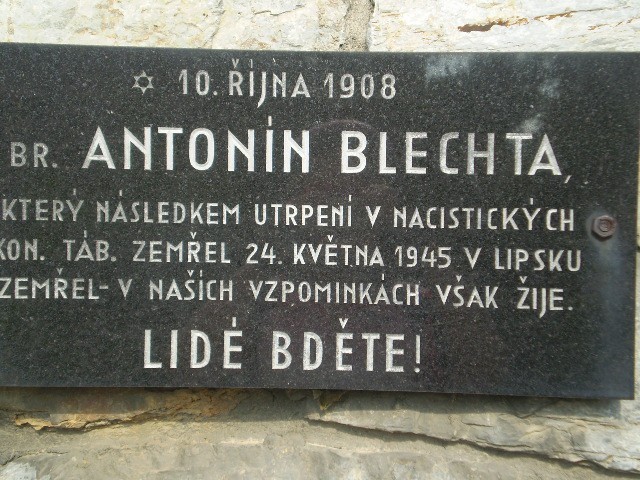 ✡ 10. ŘÍJNA 1908
BR. ANTONÍN BLECHTA,
KTERÝ NÁSLEDKEM UTRPENÍ V NACISTICKÝCH
KON. TÁB. ZEMŘEL 24. KVĚTNA 1945 V LIPSKU
ZEMŘEL - V NAŠICH VZPOMINKÁCH VŠAK ŽIJE.
LIDÉ BDĚTE!